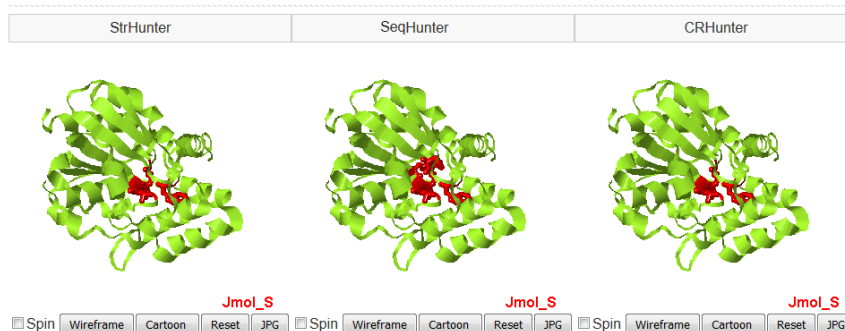 StrHunter SeqHunter CRHunter
Jmol_S Jmol_S Jmol_S
Spin Wireframe Cartoon Reset JPG Spin Wireframe Cartoon Reset JPG Spin Wireframe Cartoon Reset JPG